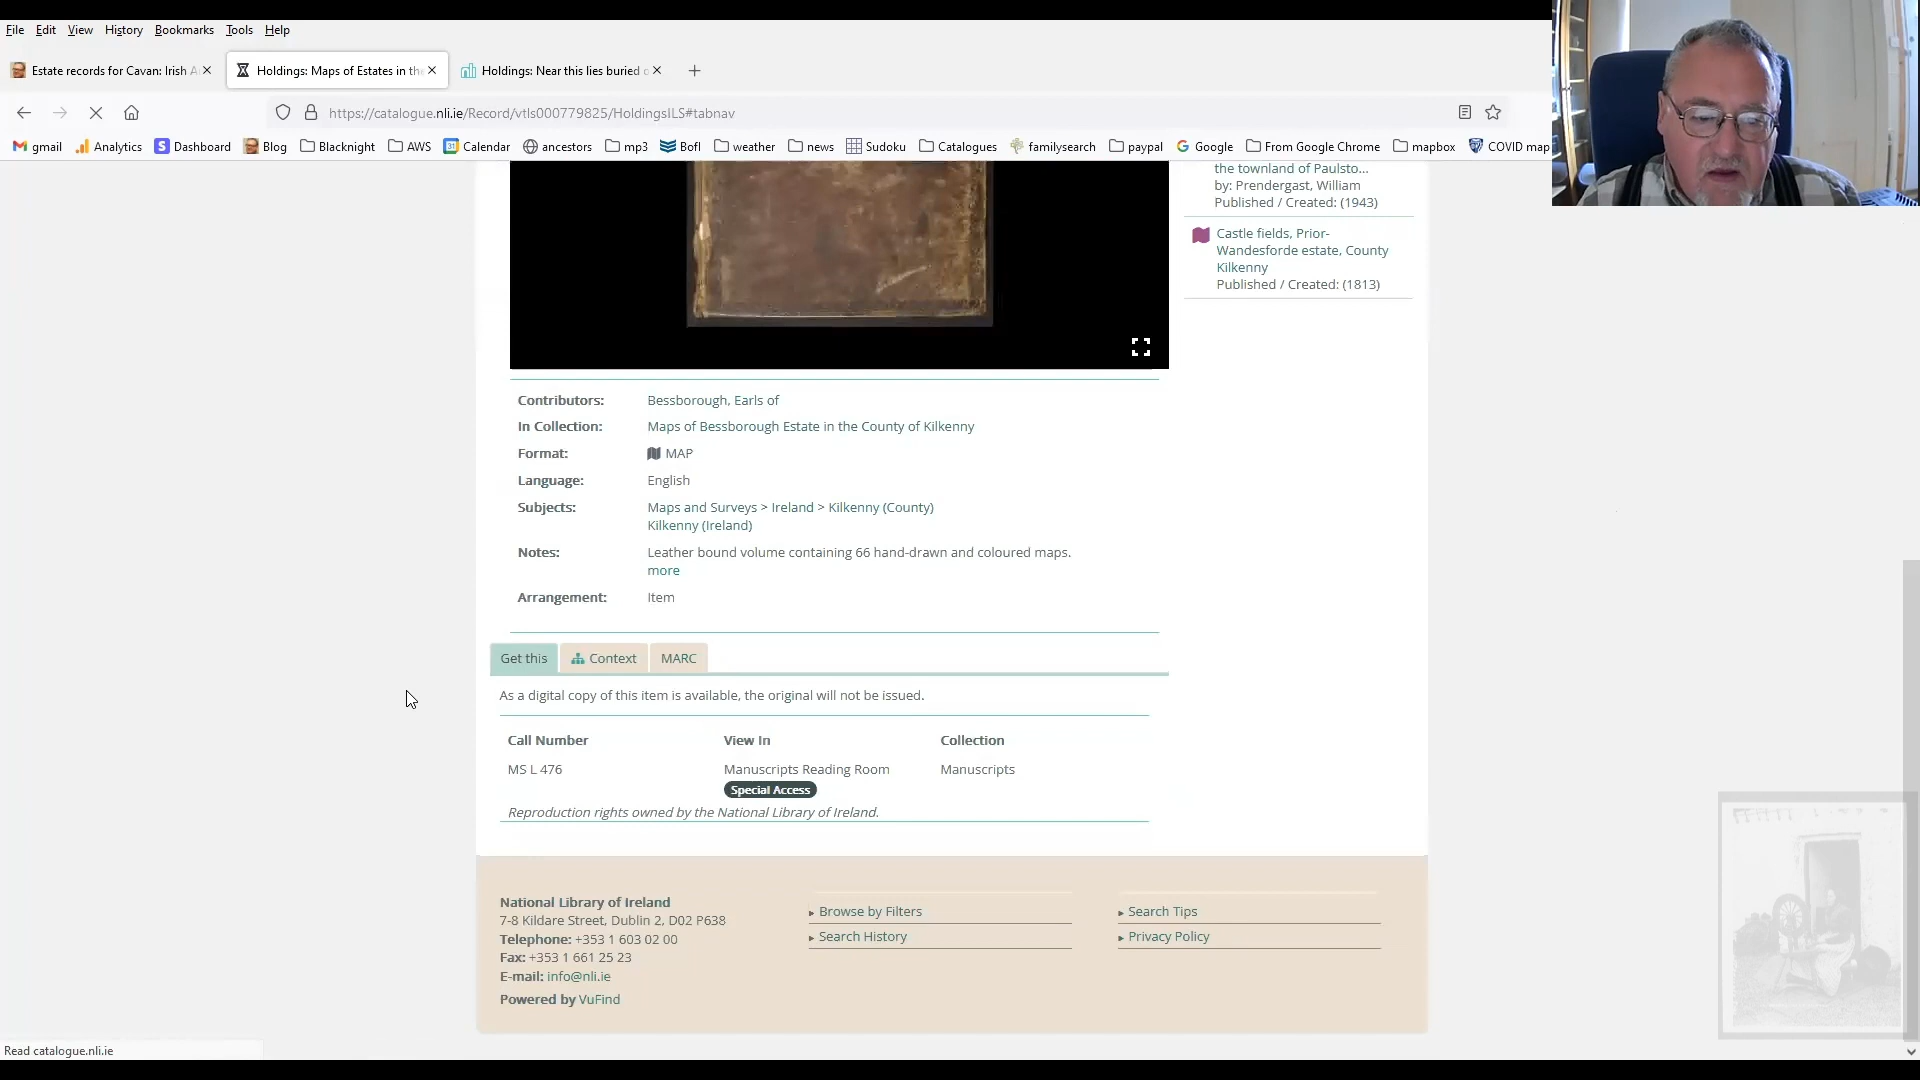 File Edit View History Bookmarks Tools Help
Estate records for Cavan: Irish A
Holdings: Maps of Estates in the
Holdings: Near this lies buried o
https://catalogue.nli.ie/Record/vtls000779825/HoldingsILS#tabnav
gmail Analytics Dashboard Blog Blacknight AWS Calendar ancestors mp3 BofI weather news Sudoku Catalogues familysearch paypal Google From Google Chrome mapbox COVID map
the townland of Paulsto...
by: Prendergast, William
Published / Created: (1943)
Castle fields, Prior-
Wandesforde estate, County
Kilkenny
Published / Created: (1813)
Contributors: Bessborough, Earls of
In Collection: Maps of Bessborough Estate in the County of Kilkenny
Format: MAP
Language: English
Subjects: Maps and Surveys > Ireland > Kilkenny (County)
Kilkenny (Ireland)
Notes: Leather bound volume containing 66 hand-drawn and coloured maps.
more
Arrangement: Item
Get this Context MARC
As a digital copy of this item is available, the original will not be issued.
Call Number View In Collection
MS L 476 Manuscripts Reading Room Manuscripts
Special Access
Reproduction rights owned by the National Library of Ireland.
National Library of Ireland
7-8 Kildare Street, Dublin 2, D02 P638
Telephone: +353 1 603 02 00
Fax: +353 1 661 25 23
E-mail: info@nli.ie
Powered by VuFind
Browse by Filters
Search History
Search Tips
Privacy Policy
Read catalogue.nli.ie